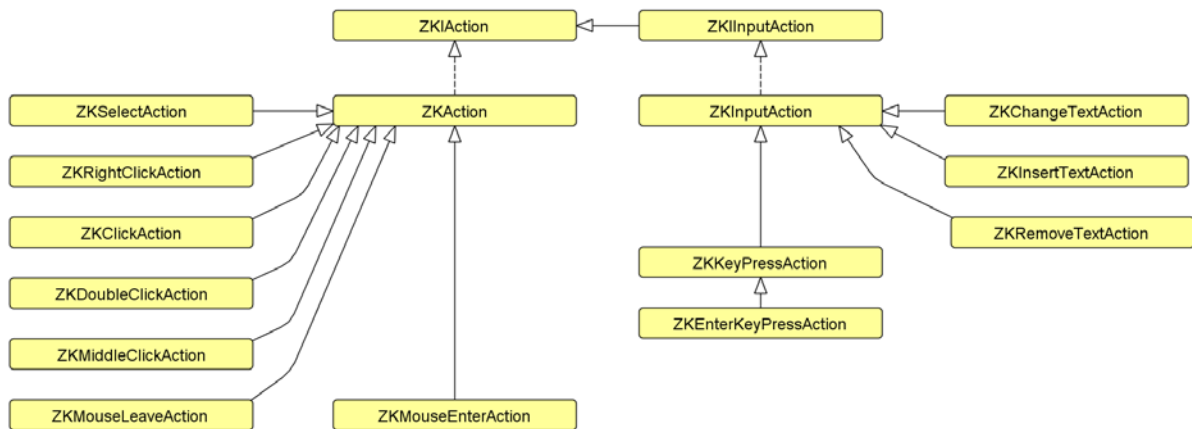 ZKIAction
ZKIInputAction
ZKSelectAction
ZKAction
ZKInputAction
ZKChangeTextAction
ZKRightClickAction
ZKInsertTextAction
ZKClickAction
ZKRemoveTextAction
ZKKeyPressAction
ZKDoubleClickAction
ZKEnterKeyPressAction
ZKMiddleClickAction
ZKMouseLeaveAction
ZKMouseEnterAction